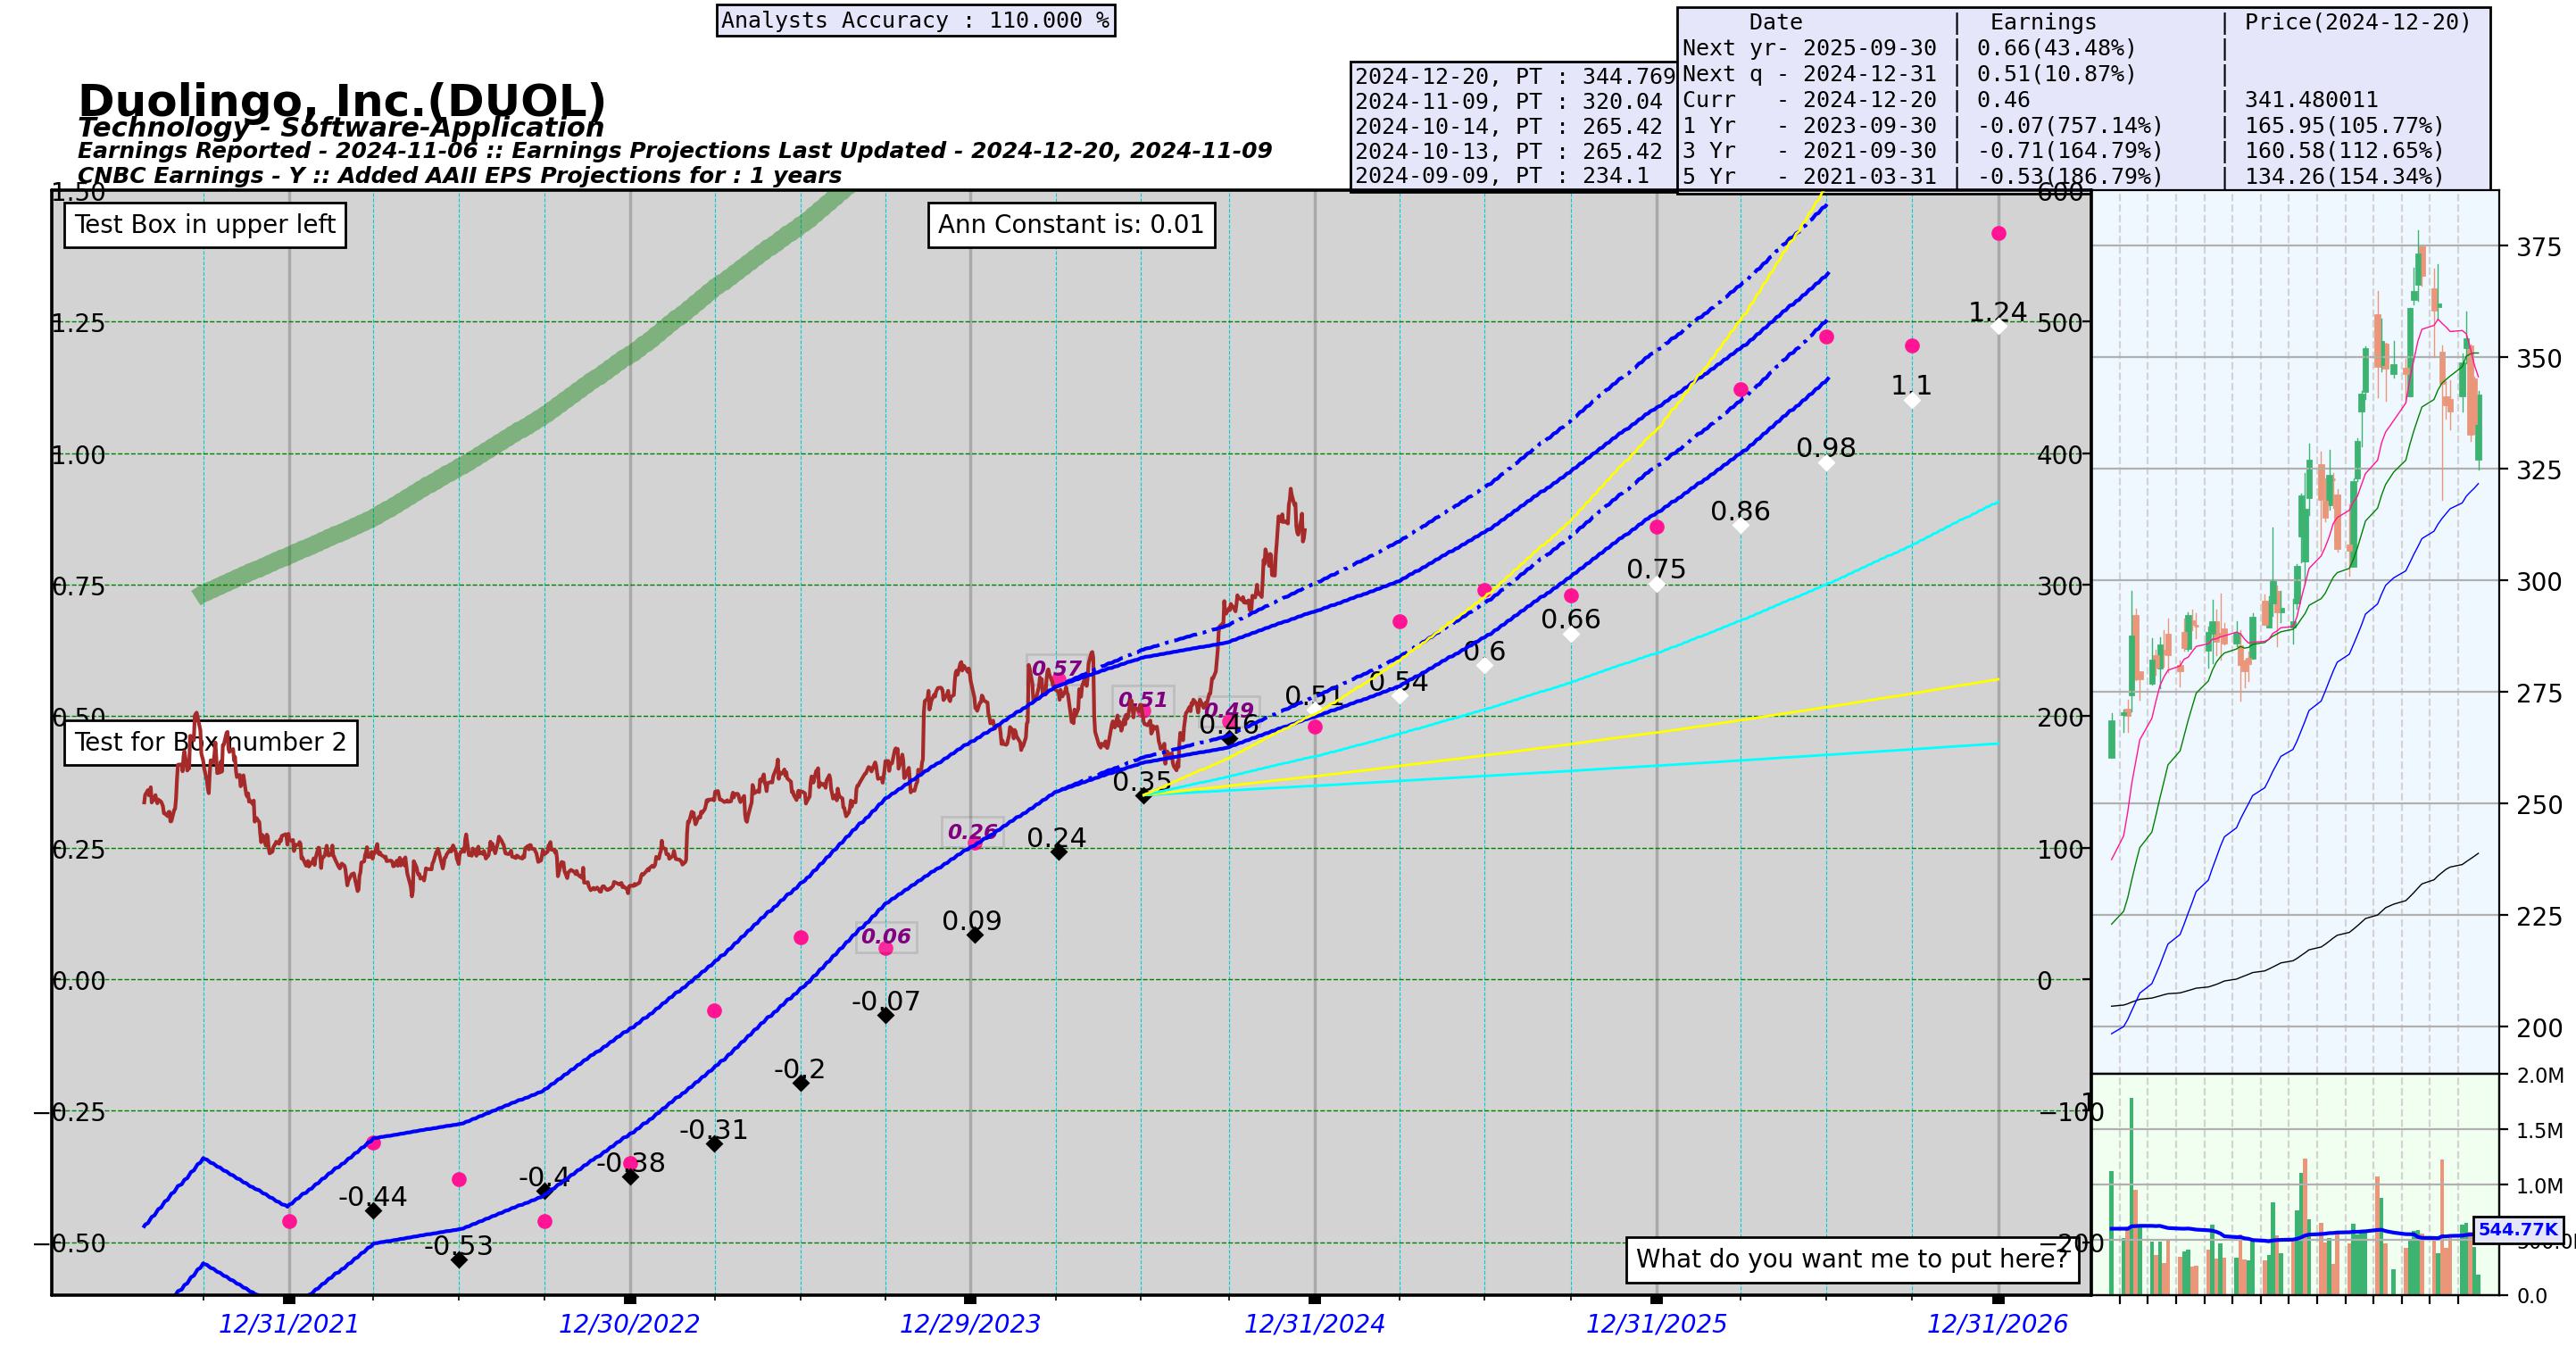 Analysts Accuracy : 110.000 %
Date | Earnings | Price(2024-12-20)
Next yr- 2025-09-30 | 0.66(43.48%) |
Next q - 2024-12-31 | 0.51(10.87%) |
Curr - 2024-12-20 | 0.46 | 341.480011
1 Yr - 2023-09-30 | -0.07(757.14%) | 165.95(105.77%)
3 Yr - 2021-09-30 | -0.71(164.79%) | 160.58(112.65%)
5 Yr - 2021-03-31 | -0.53(186.79%) | 134.26(154.34%)
2024-12-20, PT : 344.769
2024-11-09, PT : 320.04
2024-10-14, PT : 265.42
2024-10-13, PT : 265.42
2024-09-09, PT : 234.1
Duolingo, Inc.(DUOL)
Technology - Software-Application
Earnings Reported - 2024-11-06 :: Earnings Projections Last Updated - 2024-12-20, 2024-11-09
CNBC Earnings - Y :: Added AAII EPS Projections for : 1 years
Test Box in upper left
Ann Constant is: 0.01
Test for Box number 2
What do you want me to put here?
1.50
1.25
1.00
0.75
0.50
0.25
0.00
−0.25
−0.50
600
500
400
300
200
100
0
−100
−200
-0.44
-0.53
-0.4
-0.38
-0.31
-0.2
-0.07
0.09
0.24
0.35
0.46
0.51
0.54
0.6
0.66
0.75
0.86
0.98
1.1
1.24
0.06
0.26
0.57
0.51
0.49
12/31/2021
12/30/2022
12/29/2023
12/31/2024
12/31/2025
12/31/2026
375
350
325
300
275
250
225
200
2.0M
1.5M
1.0M
544.77K
0.0